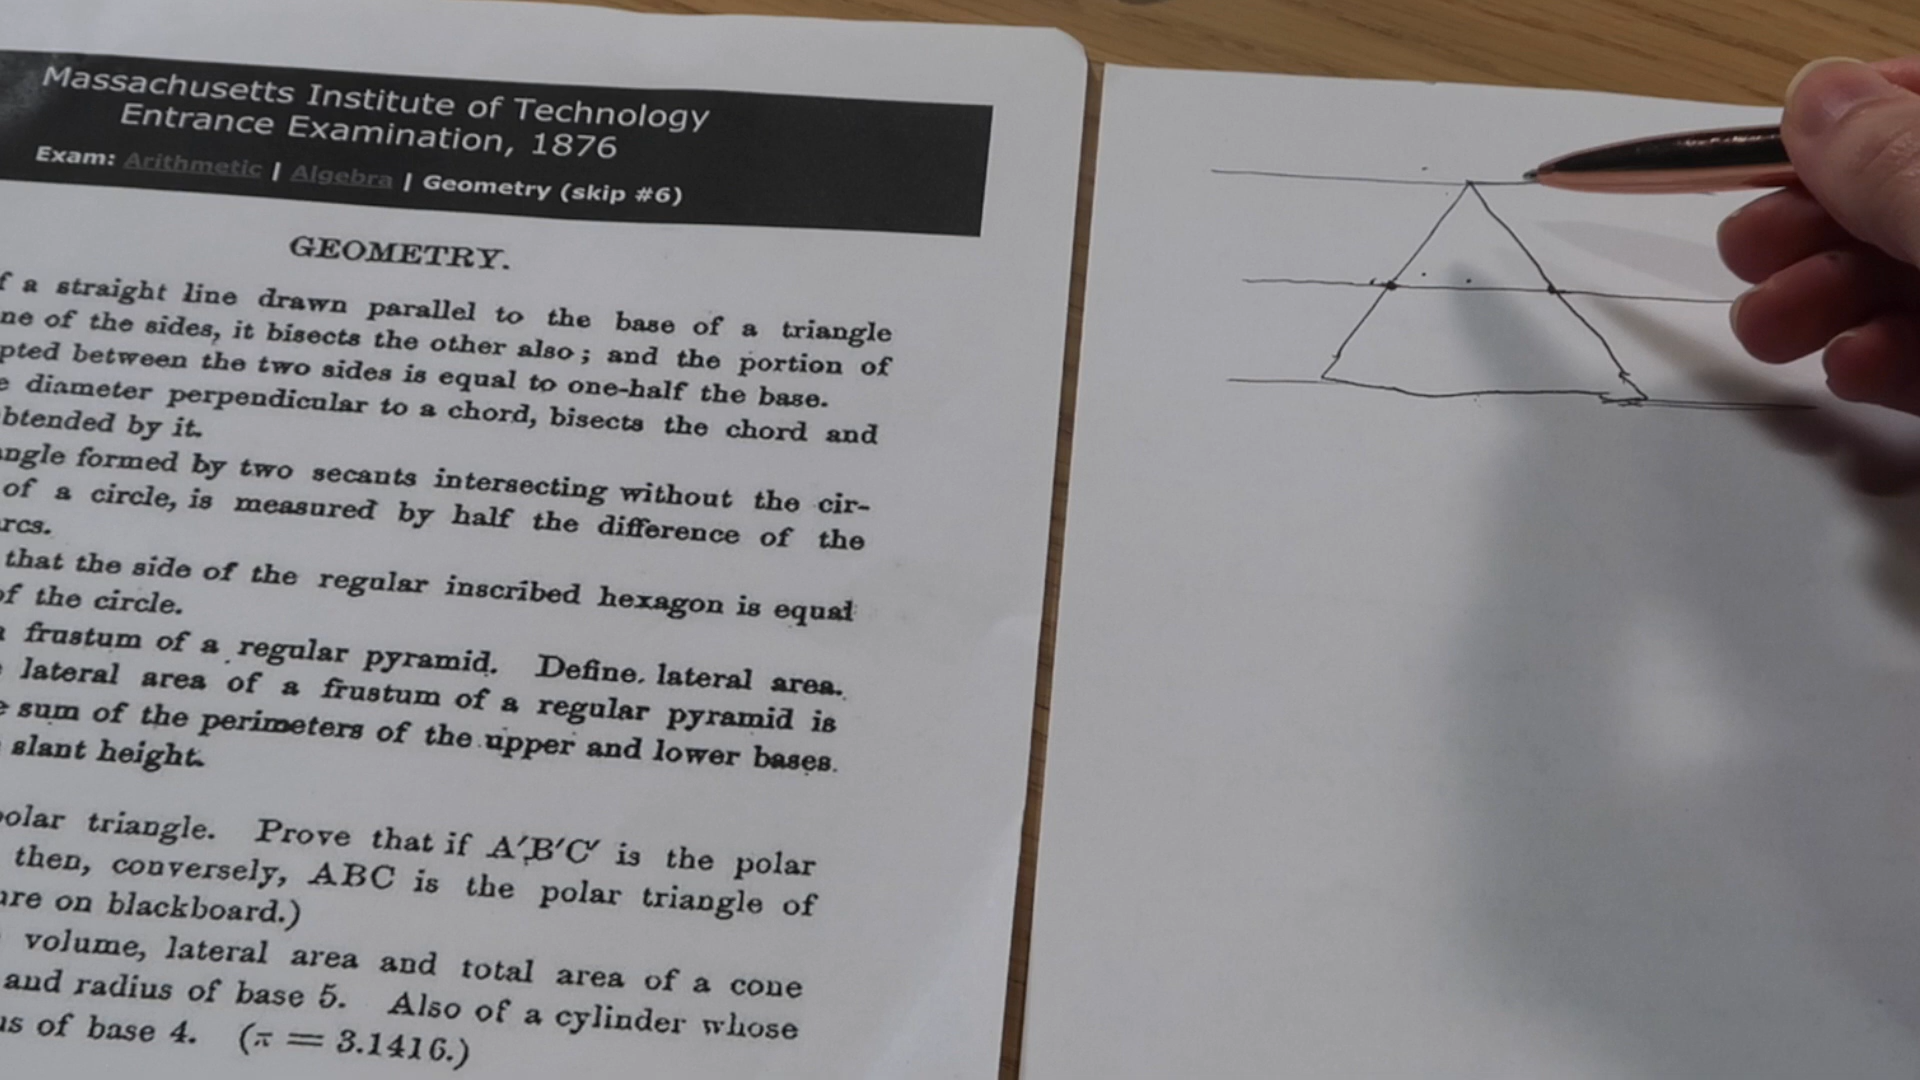 Massachusetts Institute of Technology
Entrance Examination, 1876
Exam: Arithmetic | Algebra | Geometry (skip #6)
GEOMETRY.
f a straight line drawn parallel to the base of a triangle
ne of the sides, it bisects the other also; and the portion of
pted between the two sides is equal to one-half the base.
e diameter perpendicular to a chord, bisects the chord and
btended by it.
ngle formed by two secants intersecting without the cir-
of a circle, is measured by half the difference of the
rcs.
that the side of the regular inscribed hexagon is equal
of the circle.
a frustum of a regular pyramid. Define lateral area.
lateral area of a frustum of a regular pyramid is
e sum of the perimeters of the upper and lower bases
slant height.
polar triangle. Prove that if A'B'C' is the polar
then, conversely, ABC is the polar triangle of
are on blackboard.)
volume, lateral area and total area of a cone
and radius of base 5. Also of a cylinder whose
us of base 4. (π = 3.1416.)